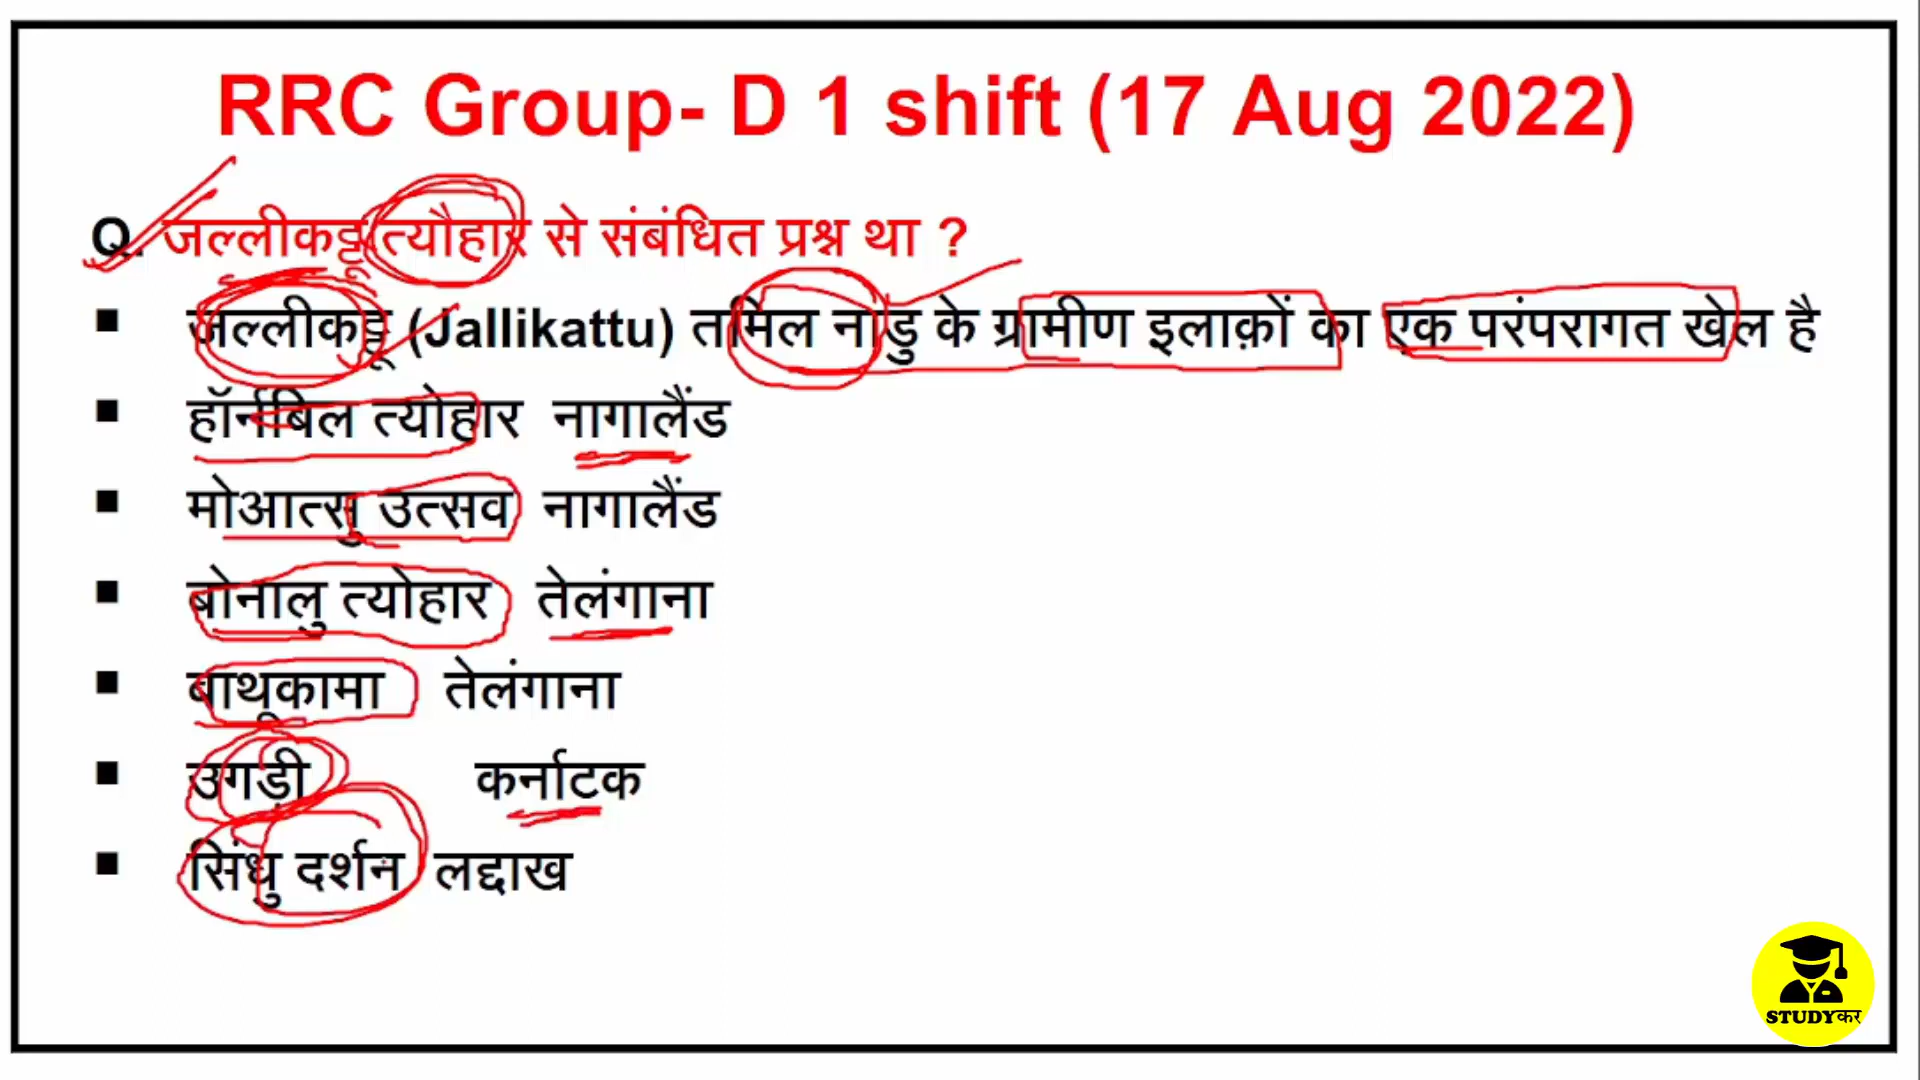 RRC Group- D 1 shift (17 Aug 2022)
Q. जल्लीकट्टू त्यौहार से संबंधित प्रश्न था ?
▪ जल्लीकट्टू (Jallikattu) तमिल नाडु के ग्रामीण इलाक़ों का एक परंपरागत खेल है
▪ हॉर्नबिल त्योहार नागालैंड
▪ मोआत्सु उत्सव नागालैंड
▪ बोनालु त्योहार तेलंगाना
▪ बाथुकामा तेलंगाना
▪ उगड़ी कर्नाटक
▪ सिंधु दर्शन लद्दाख
STUDYकर